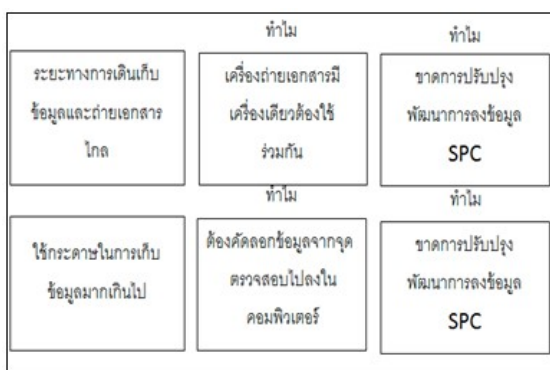 ทำไม
ทำไม
ระยะทางการเดินเก็บ
ข้อมูลและถ่ายเอกสาร
ไกล
เครื่องถ่ายเอกสารมี
เครื่องเดียวต้องใช้
ร่วมกัน
ขาดการปรับปรุง
พัฒนาการลงข้อมูล
SPC
ทำไม
ทำไม
ใช้กระดาษในการเก็บ
ข้อมูลมากเกินไป
ต้องคัดลอกข้อมูลจากจุด
ตรวจสอบไปลงใน
คอมพิวเตอร์
ขาดการปรับปรุง
พัฒนาการลงข้อมูล
SPC